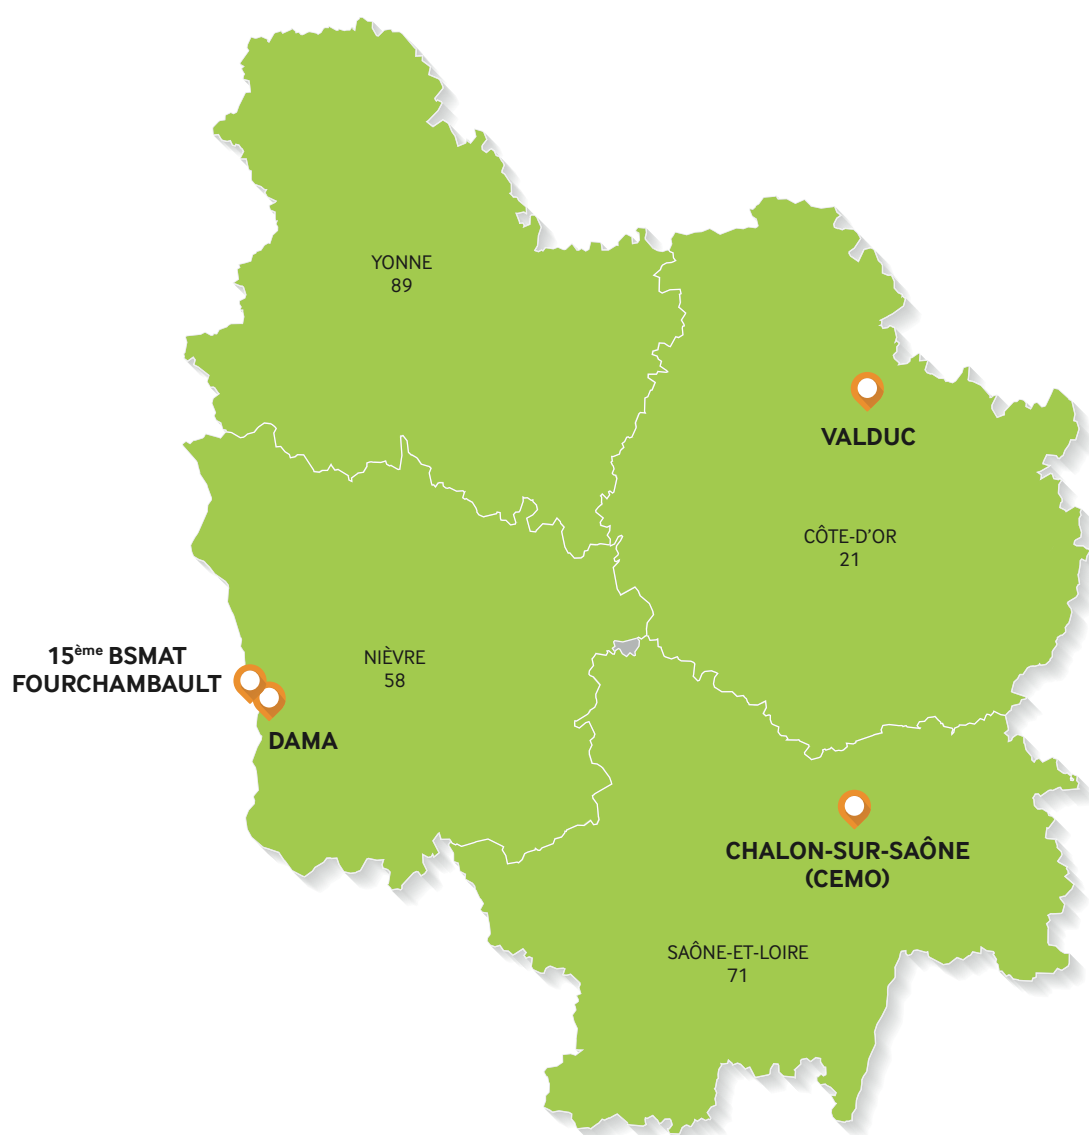 YONNE
89
VALDUC
CÔTE-D'OR
21
15ème BSMAT
FOURCHAMBAULT
NIÈVRE
58
DAMA
CHALON-SUR-SAÔNE
(CEMO)
SAÔNE-ET-LOIRE
71